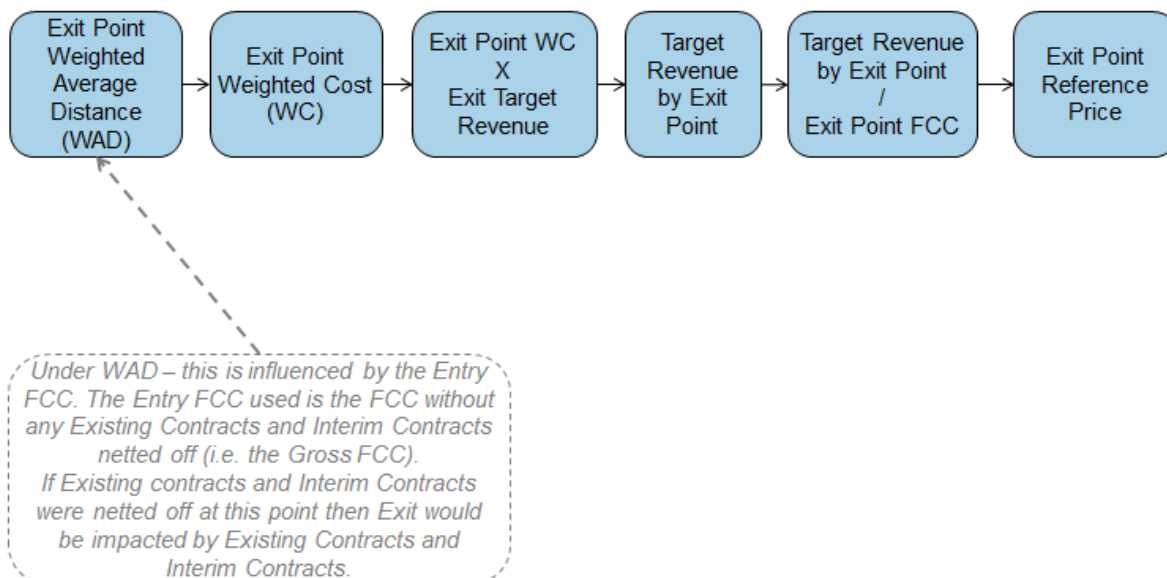 Exit Point
Weighted
Average
Distance
(WAD)
Exit Point
Weighted Cost
(WC)
Exit Point WC
X
Exit Target
Revenue
Target
Revenue
by Exit
Point
Target Revenue
by Exit Point
/
Exit Point FCC
Exit Point
Reference
Price
Under WAD – this is influenced by the Entry
FCC. The Entry FCC used is the FCC without
any Existing Contracts and Interim Contracts
netted off (i.e. the Gross FCC).
If Existing contracts and Interim Contracts
were netted off at this point then Exit would
be impacted by Existing Contracts and
Interim Contracts.